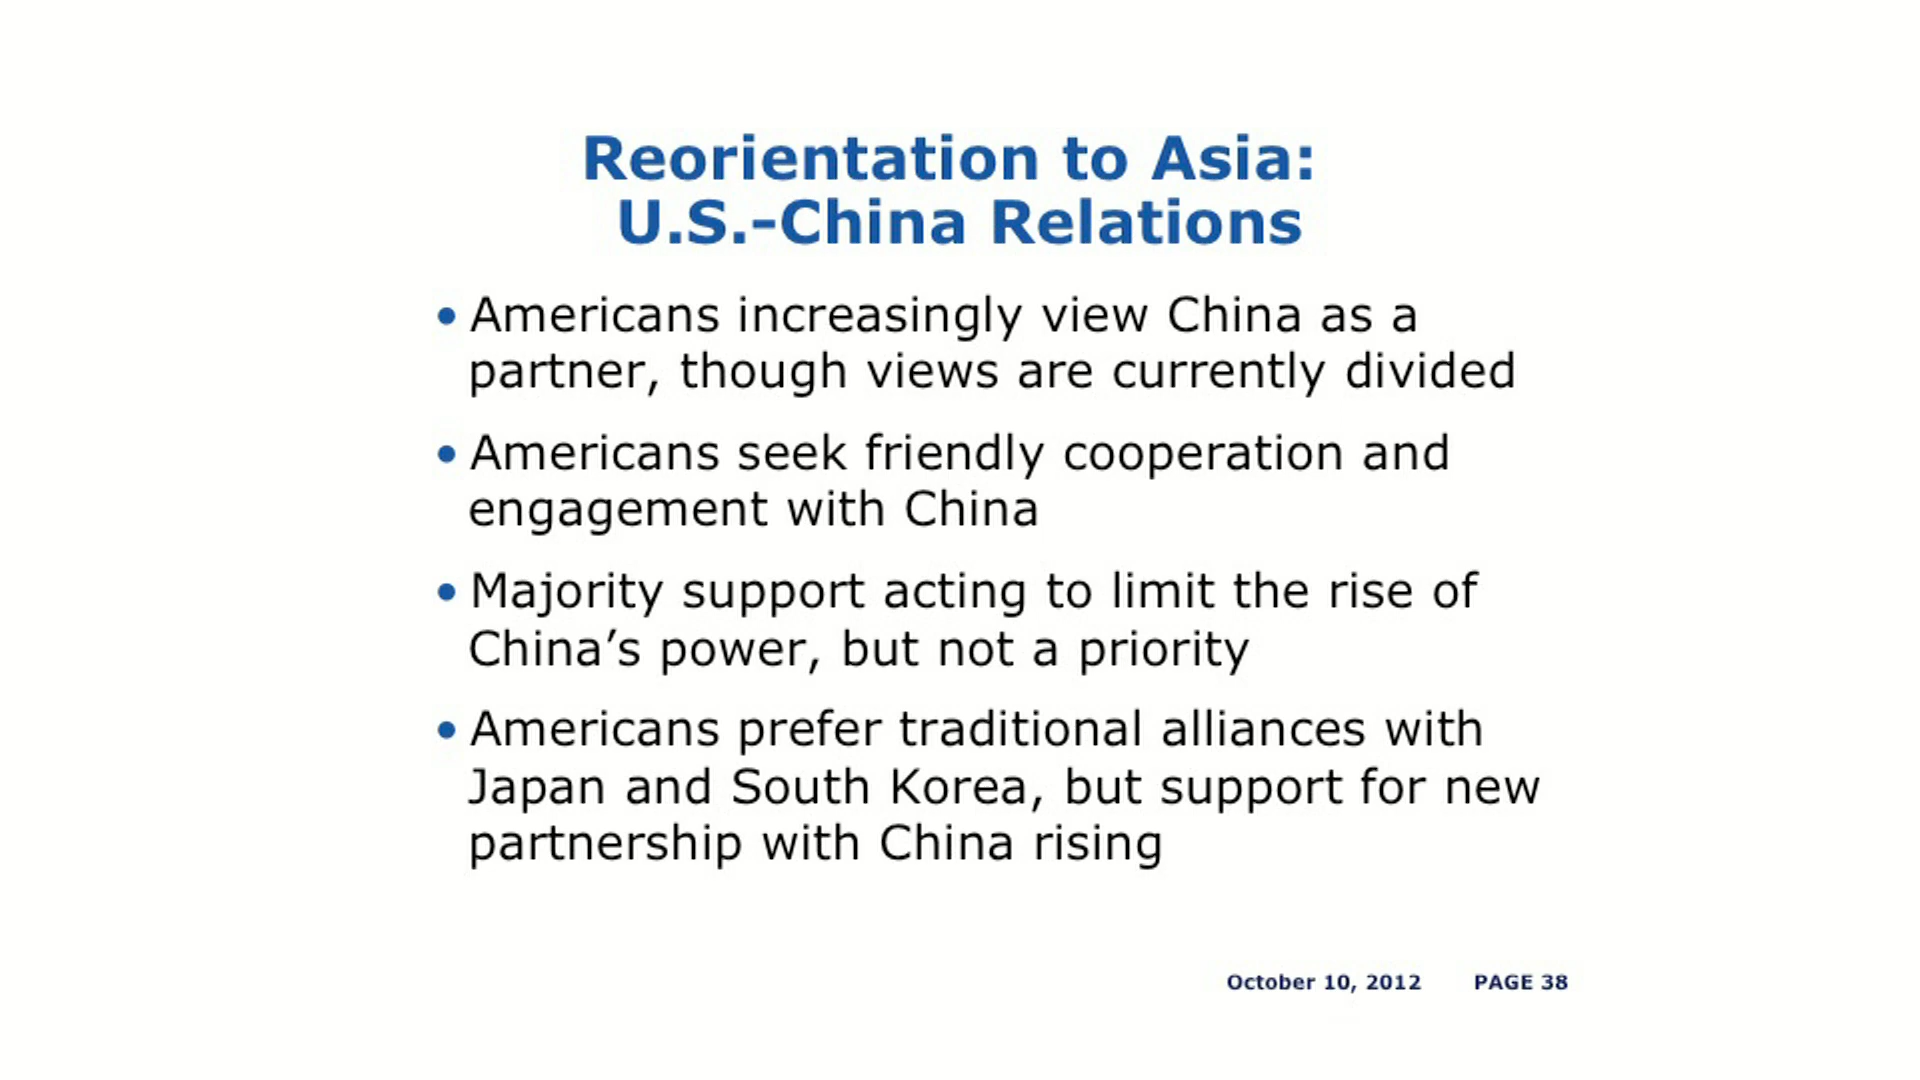 Reorientation to Asia:
U.S.-China Relations
• Americans increasingly view China as a
partner, though views are currently divided
• Americans seek friendly cooperation and
engagement with China
• Majority support acting to limit the rise of
China’s power, but not a priority
• Americans prefer traditional alliances with
Japan and South Korea, but support for new
partnership with China rising
October 10, 2012 PAGE 38